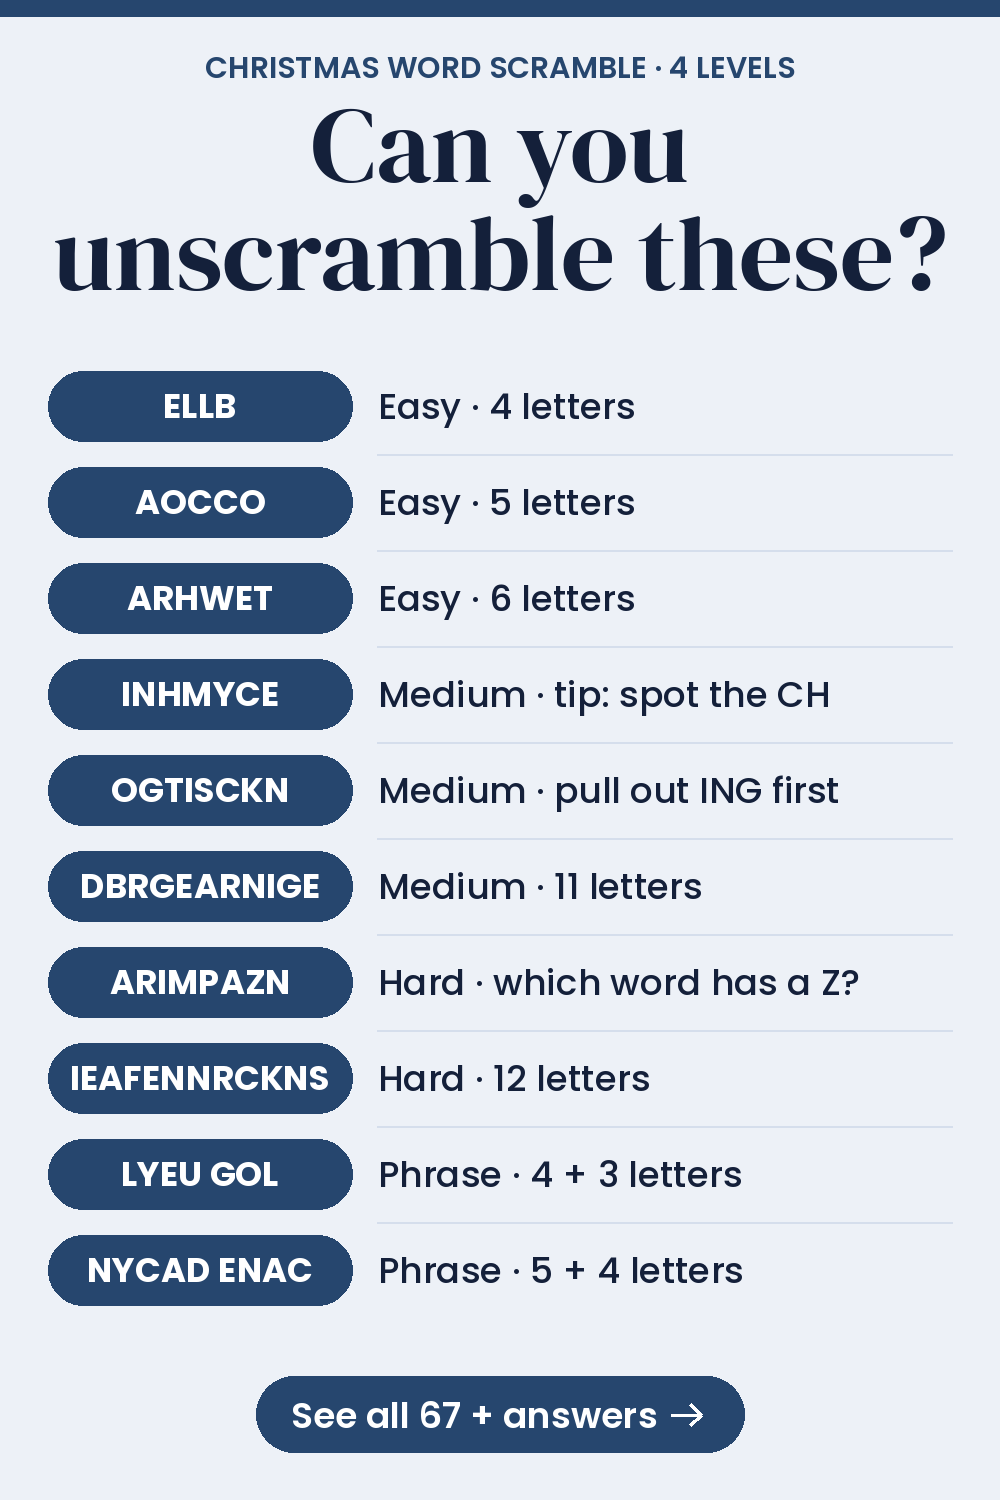 CHRISTMAS WORD SCRAMBLE · 4 LEVELS
Can you
unscramble these?
ELLB Easy · 4 letters
AOCCO Easy · 5 letters
ARHWET Easy · 6 letters
INHMYCE Medium · tip: spot the CH
OGTISCKN Medium · pull out ING first
DBRGEARNIGE Medium · 11 letters
ARIMPAZN Hard · which word has a Z?
IEAFENNRCKNS Hard · 12 letters
LYEU GOL Phrase · 4 + 3 letters
NYCAD ENAC Phrase · 5 + 4 letters
See all 67 + answers →